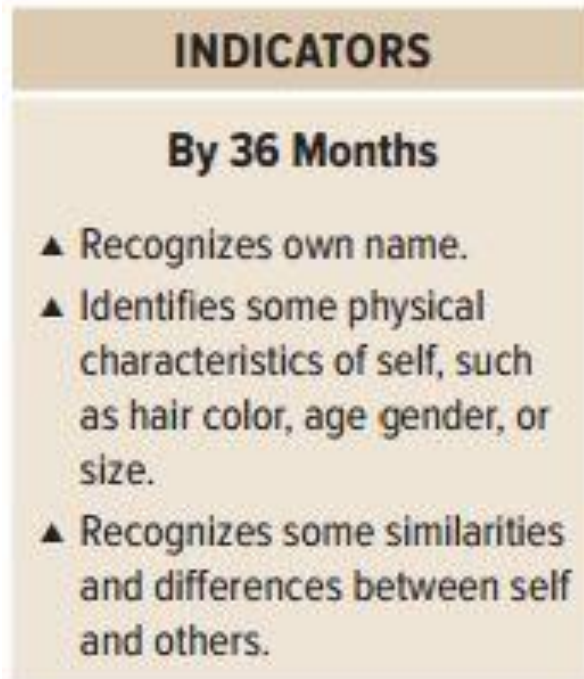 INDICATORS
By 36 Months
▲ Recognizes own name.
▲ Identifies some physical
characteristics of self, such
as hair color, age gender, or
size.
▲ Recognizes some similarities
and differences between self
and others.